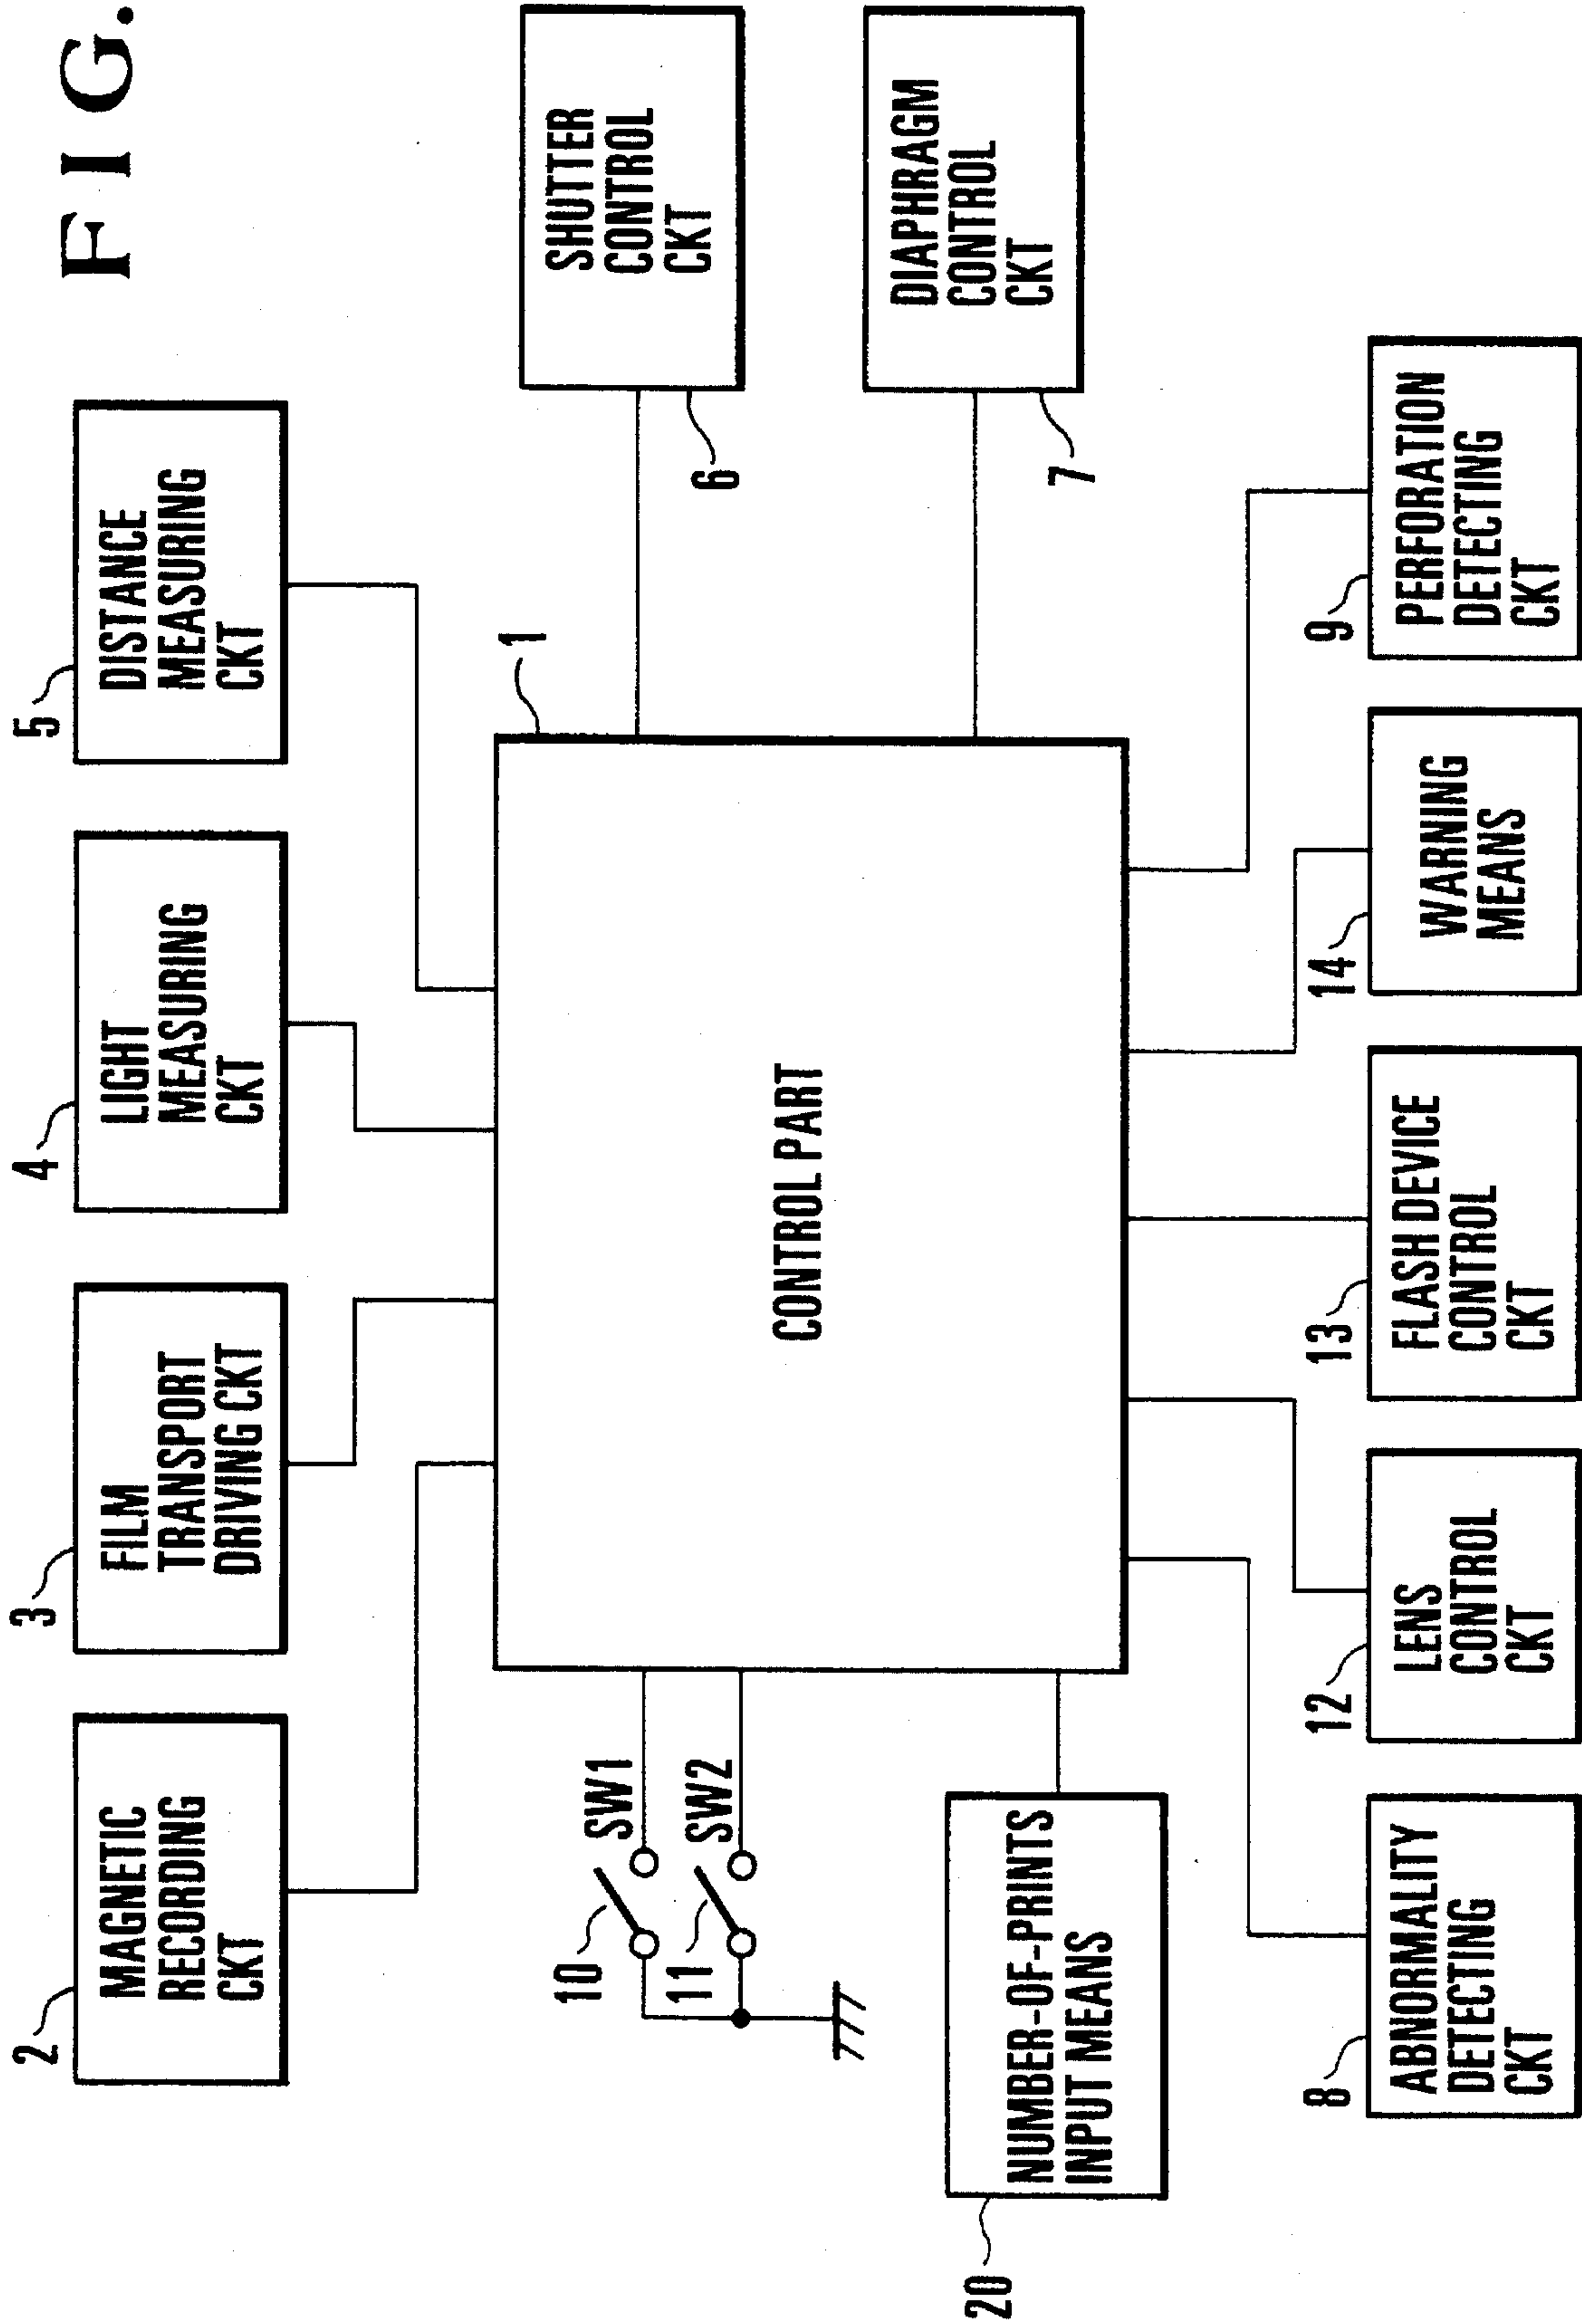 FIG.
2
MAGNETIC
RECORDING
CKT
3
FILM
TRANSPORT
DRIVING CKT
4
LIGHT
MEASURING
CKT
5
DISTANCE
MEASURING
CKT
1
CONTROL PART
SHUTTER
CONTROL
CKT
6
DIAPHRAGM
CONTROL
CKT
7
10
SW1
11
SW2
20
NUMBER-OF-PRINTS
INPUT MEANS
8
ABNORMALITY
DETECTING
CKT
12
LENS
CONTROL
CKT
13
FLASH DEVICE
CONTROL
CKT
14
WARNING
MEANS
9
PERFORATION
DETECTING
CKT